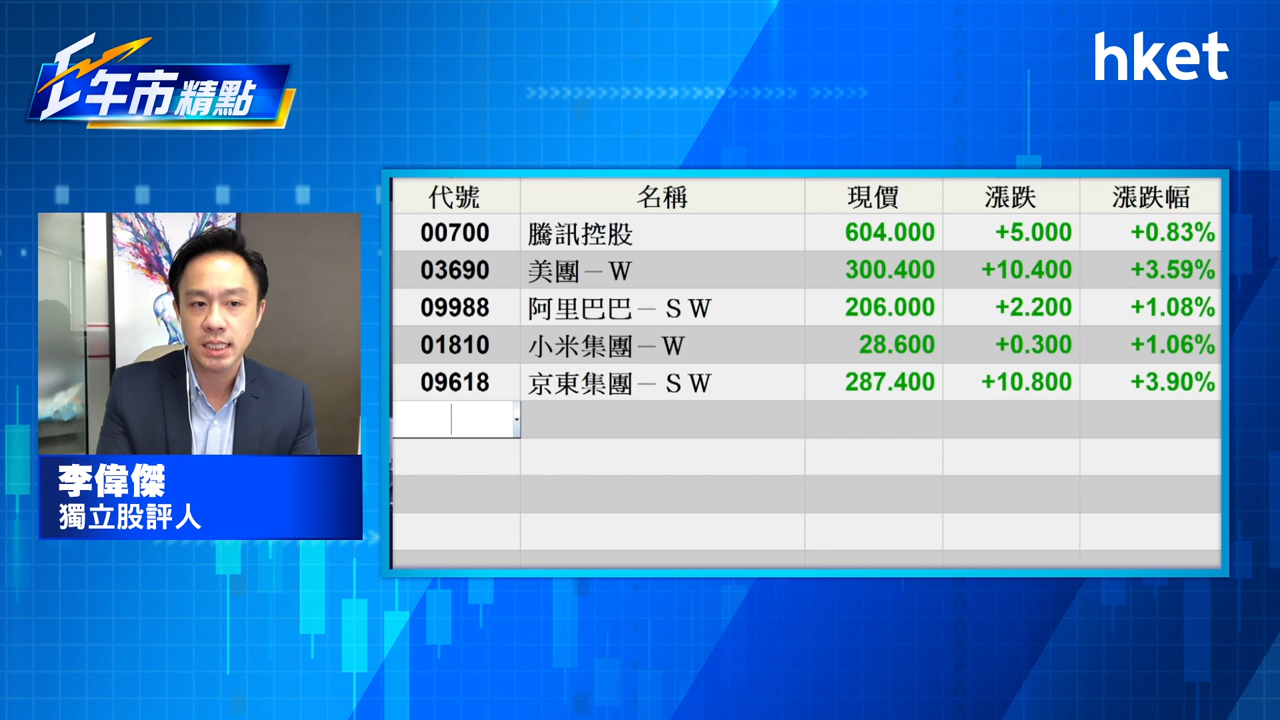 午市精點
hket
代號 名稱 現價 漲跌 漲跌幅
00700 騰訊控股 604.000 +5.000 +0.83%
03690 美團－W 300.400 +10.400 +3.59%
09988 阿里巴巴－ＳＷ 206.000 +2.200 +1.08%
01810 小米集團－W 28.600 +0.300 +1.06%
09618 京東集團－ＳＷ 287.400 +10.800 +3.90%
李偉傑
獨立股評人